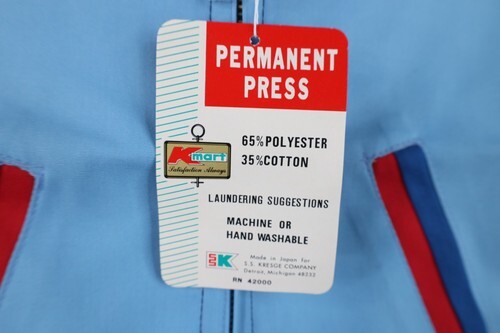 PERMANENT
PRESS
65% POLYESTER
35% COTTON
Kmart
Satisfaction Always
LAUNDERING SUGGESTIONS
MACHINE OR
HAND WASHABLE
SSK
Made in Japan for
S.S. KRESGE COMPANY
Detroit, Michigan 48232
RN 42000